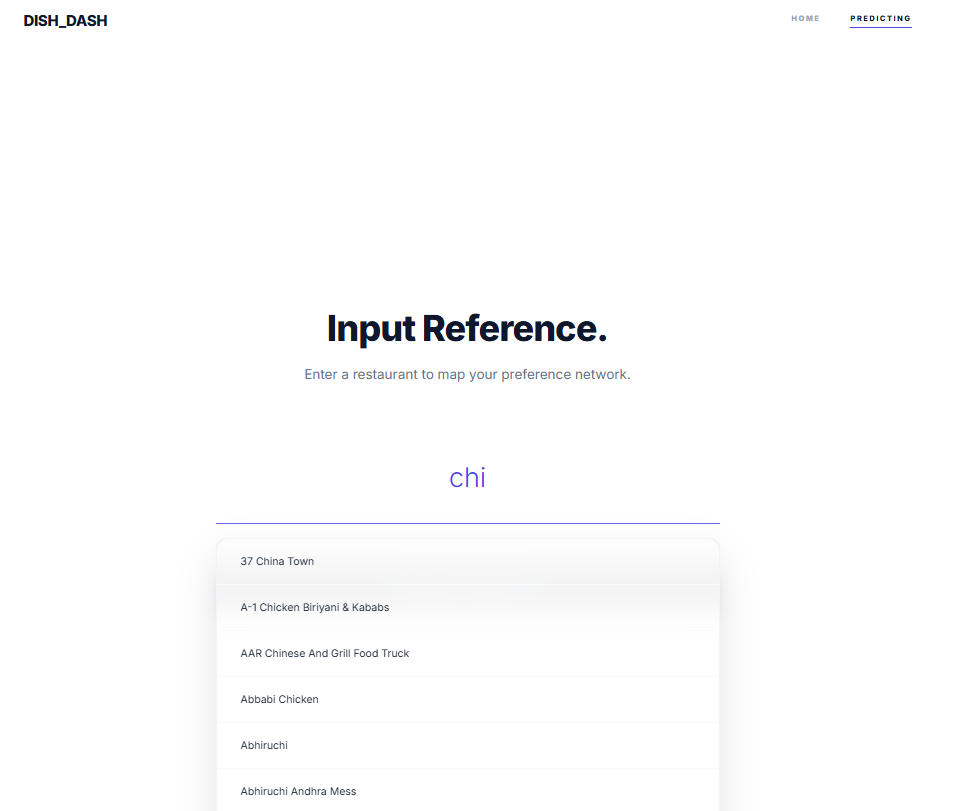 DISH_DASH
HOME
PREDICTING
Input Reference.
Enter a restaurant to map your preference network.
chi
37 China Town
A-1 Chicken Biriyani & Kababs
AAR Chinese And Grill Food Truck
Abbabi Chicken
Abhiruchi
Abhiruchi Andhra Mess